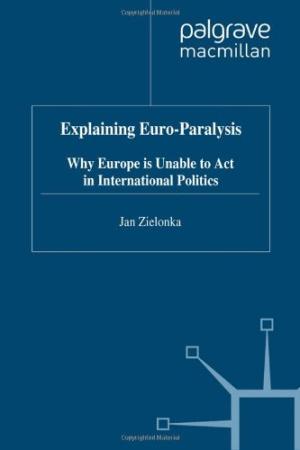 palgrave
macmillan
Explaining Euro-Paralysis
Why Europe is Unable to Act
in International Politics
Jan Zielonka